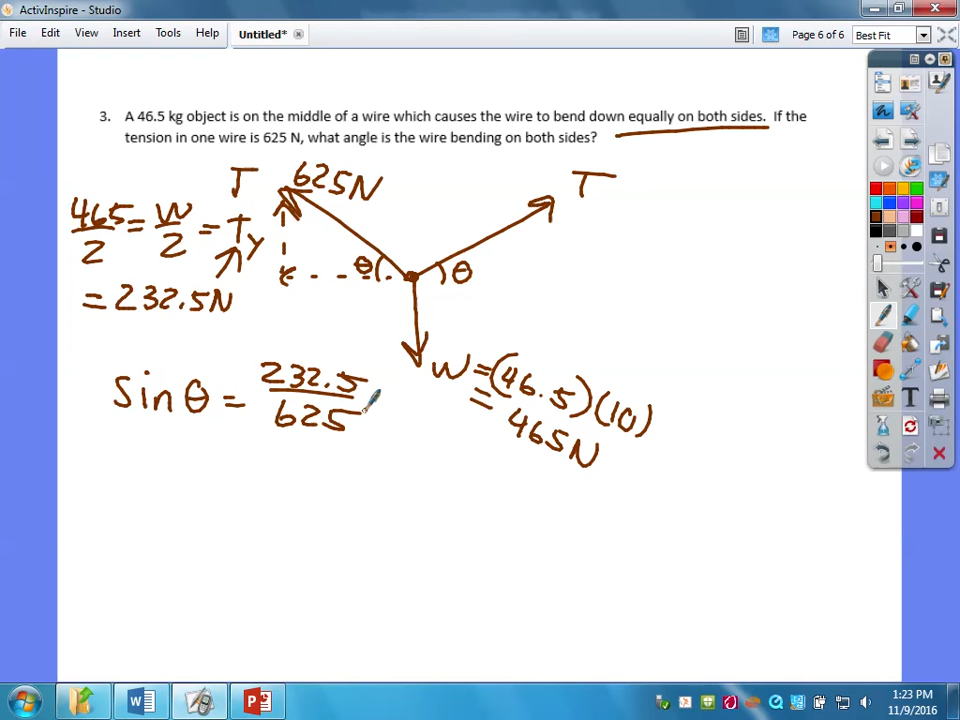 ActivInspire - Studio
File Edit View Insert Tools Help Untitled* Page 6 of 6 Best Fit
3. A 46.5 kg object is on the middle of a wire which causes the wire to bend down equally on both sides. If the
tension in one wire is 625 N, what angle is the wire bending on both sides?
T 625N T
465/2 = W/2 = Ty
= 232.5N
θ θ
W = (46.5)(10)
= 465N
sin θ = 232.5/625
1:23 PM
11/9/2016